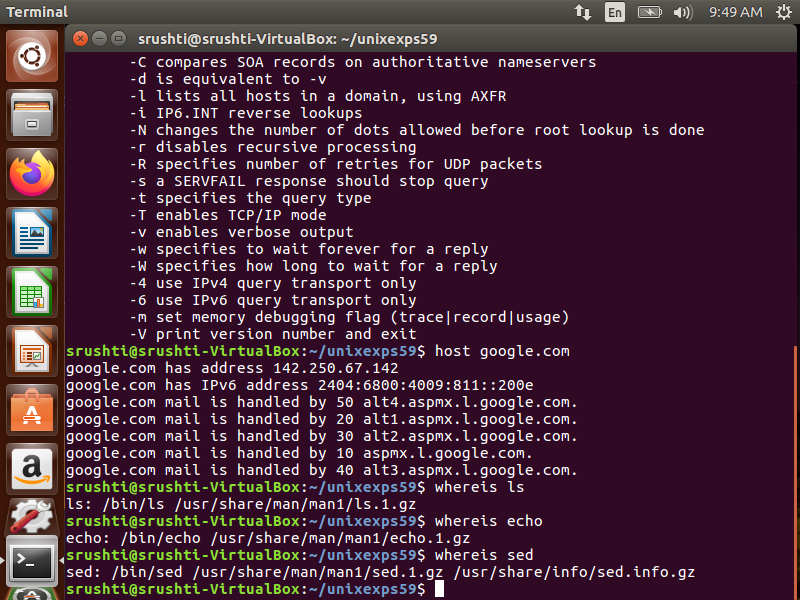 Terminal
En
9:49 AM
srushti@srushti-VirtualBox: ~/unixexps59
-C compares SOA records on authoritative nameservers
-d is equivalent to -v
-l lists all hosts in a domain, using AXFR
-i IP6.INT reverse lookups
-N changes the number of dots allowed before root lookup is done
-r disables recursive processing
-R specifies number of retries for UDP packets
-s a SERVFAIL response should stop query
-t specifies the query type
-T enables TCP/IP mode
-v enables verbose output
-w specifies to wait forever for a reply
-W specifies how long to wait for a reply
-4 use IPv4 query transport only
-6 use IPv6 query transport only
-m set memory debugging flag (trace|record|usage)
-V print version number and exit
srushti@srushti-VirtualBox:~/unixexps59$ host google.com
google.com has address 142.250.67.142
google.com has IPv6 address 2404:6800:4009:811::200e
google.com mail is handled by 50 alt4.aspmx.l.google.com.
google.com mail is handled by 20 alt1.aspmx.l.google.com.
google.com mail is handled by 30 alt2.aspmx.l.google.com.
google.com mail is handled by 10 aspmx.l.google.com.
google.com mail is handled by 40 alt3.aspmx.l.google.com.
srushti@srushti-VirtualBox:~/unixexps59$ whereis ls
ls: /bin/ls /usr/share/man/man1/ls.1.gz
srushti@srushti-VirtualBox:~/unixexps59$ whereis echo
echo: /bin/echo /usr/share/man/man1/echo.1.gz
srushti@srushti-VirtualBox:~/unixexps59$ whereis sed
sed: /bin/sed /usr/share/man/man1/sed.1.gz /usr/share/info/sed.info.gz
srushti@srushti-VirtualBox:~/unixexps59$